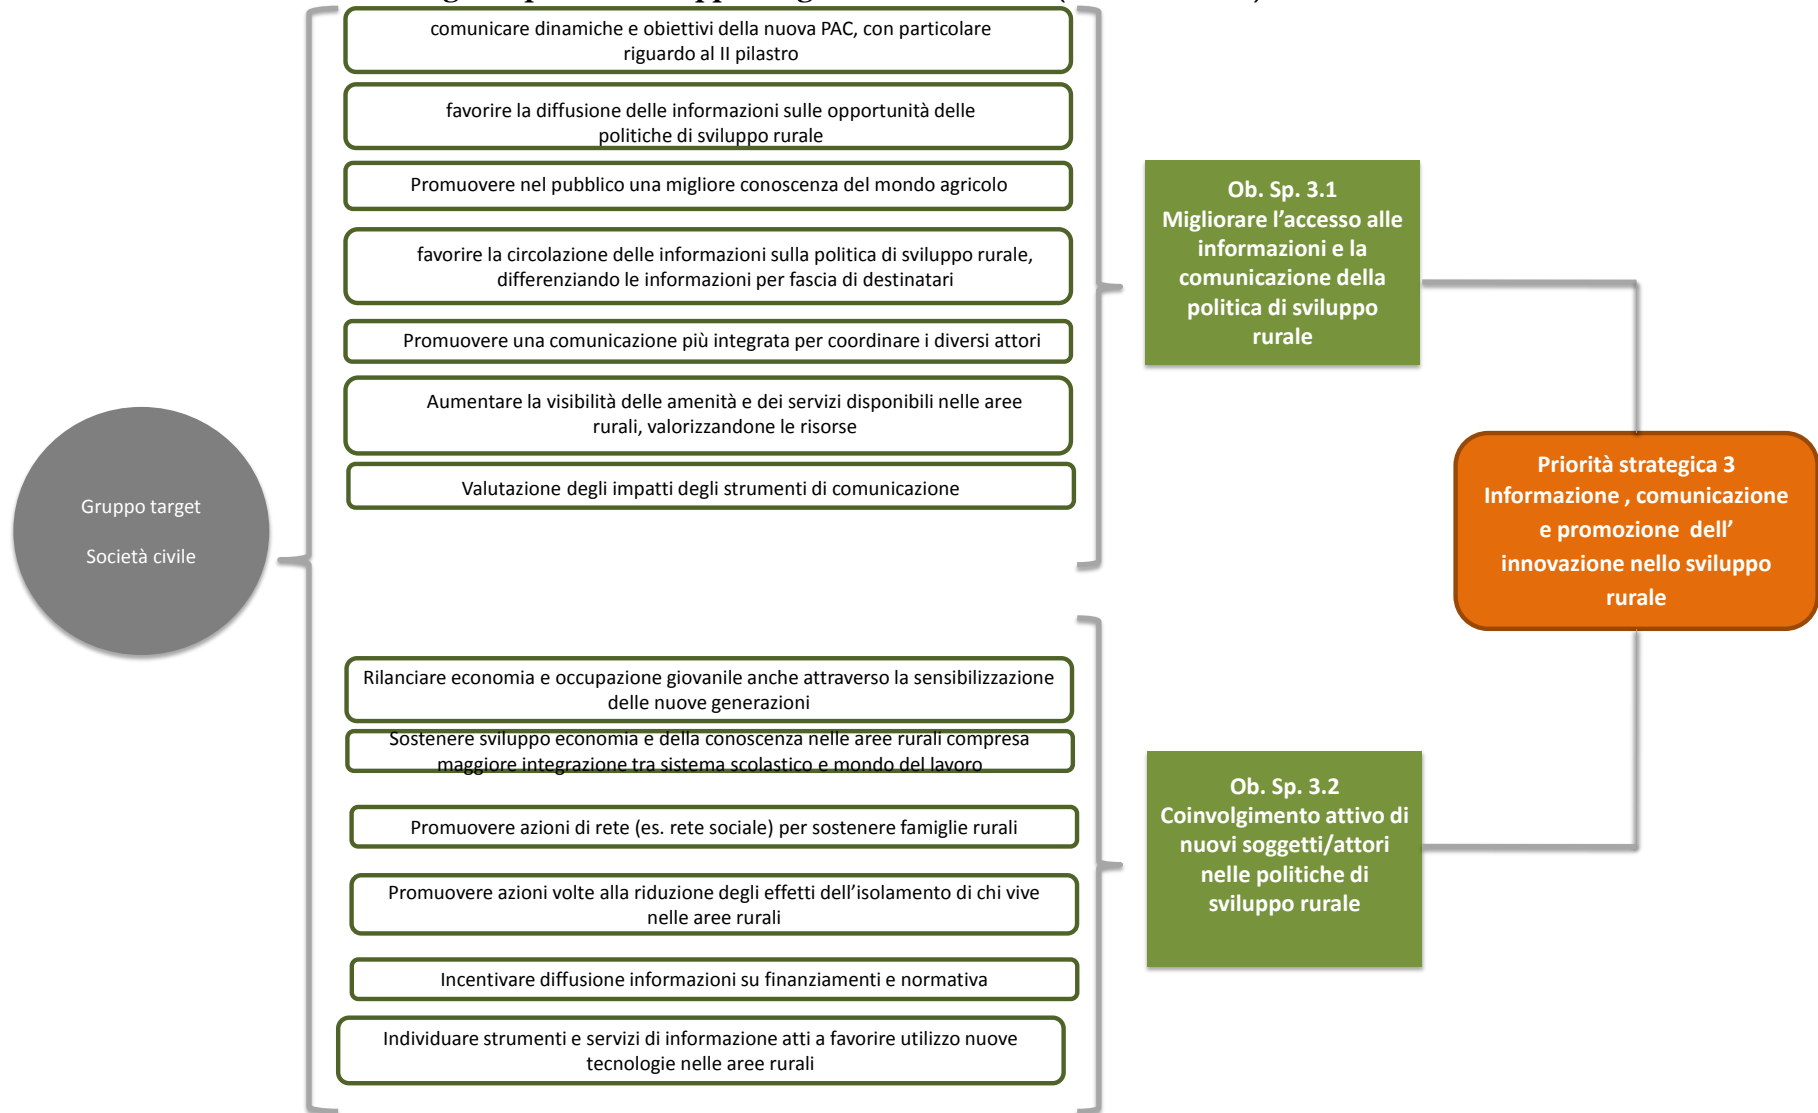 comunicare dinamiche e obiettivi della nuova PAC, con particolare
riguardo al II pilastro
favorire la diffusione delle informazioni sulle opportunità delle
politiche di sviluppo rurale
Promuovere nel pubblico una migliore conoscenza del mondo agricolo
favorire la circolazione delle informazioni sulla politica di sviluppo rurale,
differenziando le informazioni per fascia di destinatari
Promuovere una comunicazione più integrata per coordinare i diversi attori
Aumentare la visibilità delle amenità e dei servizi disponibili nelle aree
rurali, valorizzandone le risorse
Valutazione degli impatti degli strumenti di comunicazione
Gruppo target
Società civile
Rilanciare economia e occupazione giovanile anche attraverso la sensibilizzazione
delle nuove generazioni
Sostenere sviluppo economia e della conoscenza nelle aree rurali compresa
maggiore integrazione tra sistema scolastico e mondo del lavoro
Promuovere azioni di rete (es. rete sociale) per sostenere famiglie rurali
Promuovere azioni volte alla riduzione degli effetti dell’isolamento di chi vive
nelle aree rurali
Incentivare diffusione informazioni su finanziamenti e normativa
Individuare strumenti e servizi di informazione atti a favorire utilizzo nuove
tecnologie nelle aree rurali
Ob. Sp. 3.1
Migliorare l’accesso alle
informazioni e la
comunicazione della
politica di sviluppo
rurale
Ob. Sp. 3.2
Coinvolgimento attivo di
nuovi soggetti/attori
nelle politiche di
sviluppo rurale
Priorità strategica 3
Informazione , comunicazione
e promozione dell’
innovazione nello sviluppo
rurale